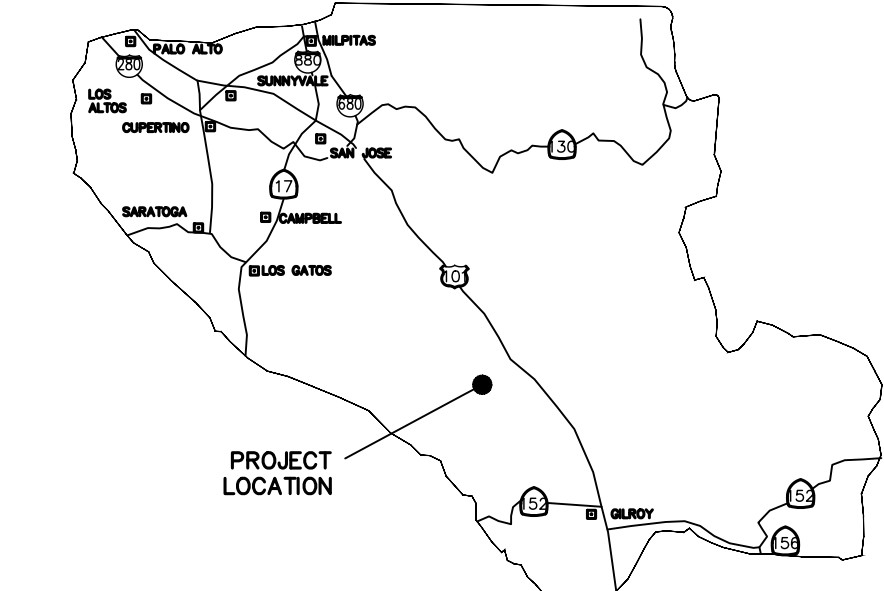 PALO ALTO
MILPITAS
280
880
SUNNYVALE
LOS
ALTOS
680
CUPERTINO
130
SAN JOSE
17
SARATOGA
CAMPBELL
LOS GATOS
101
PROJECT
LOCATION
152
152
GILROY
156